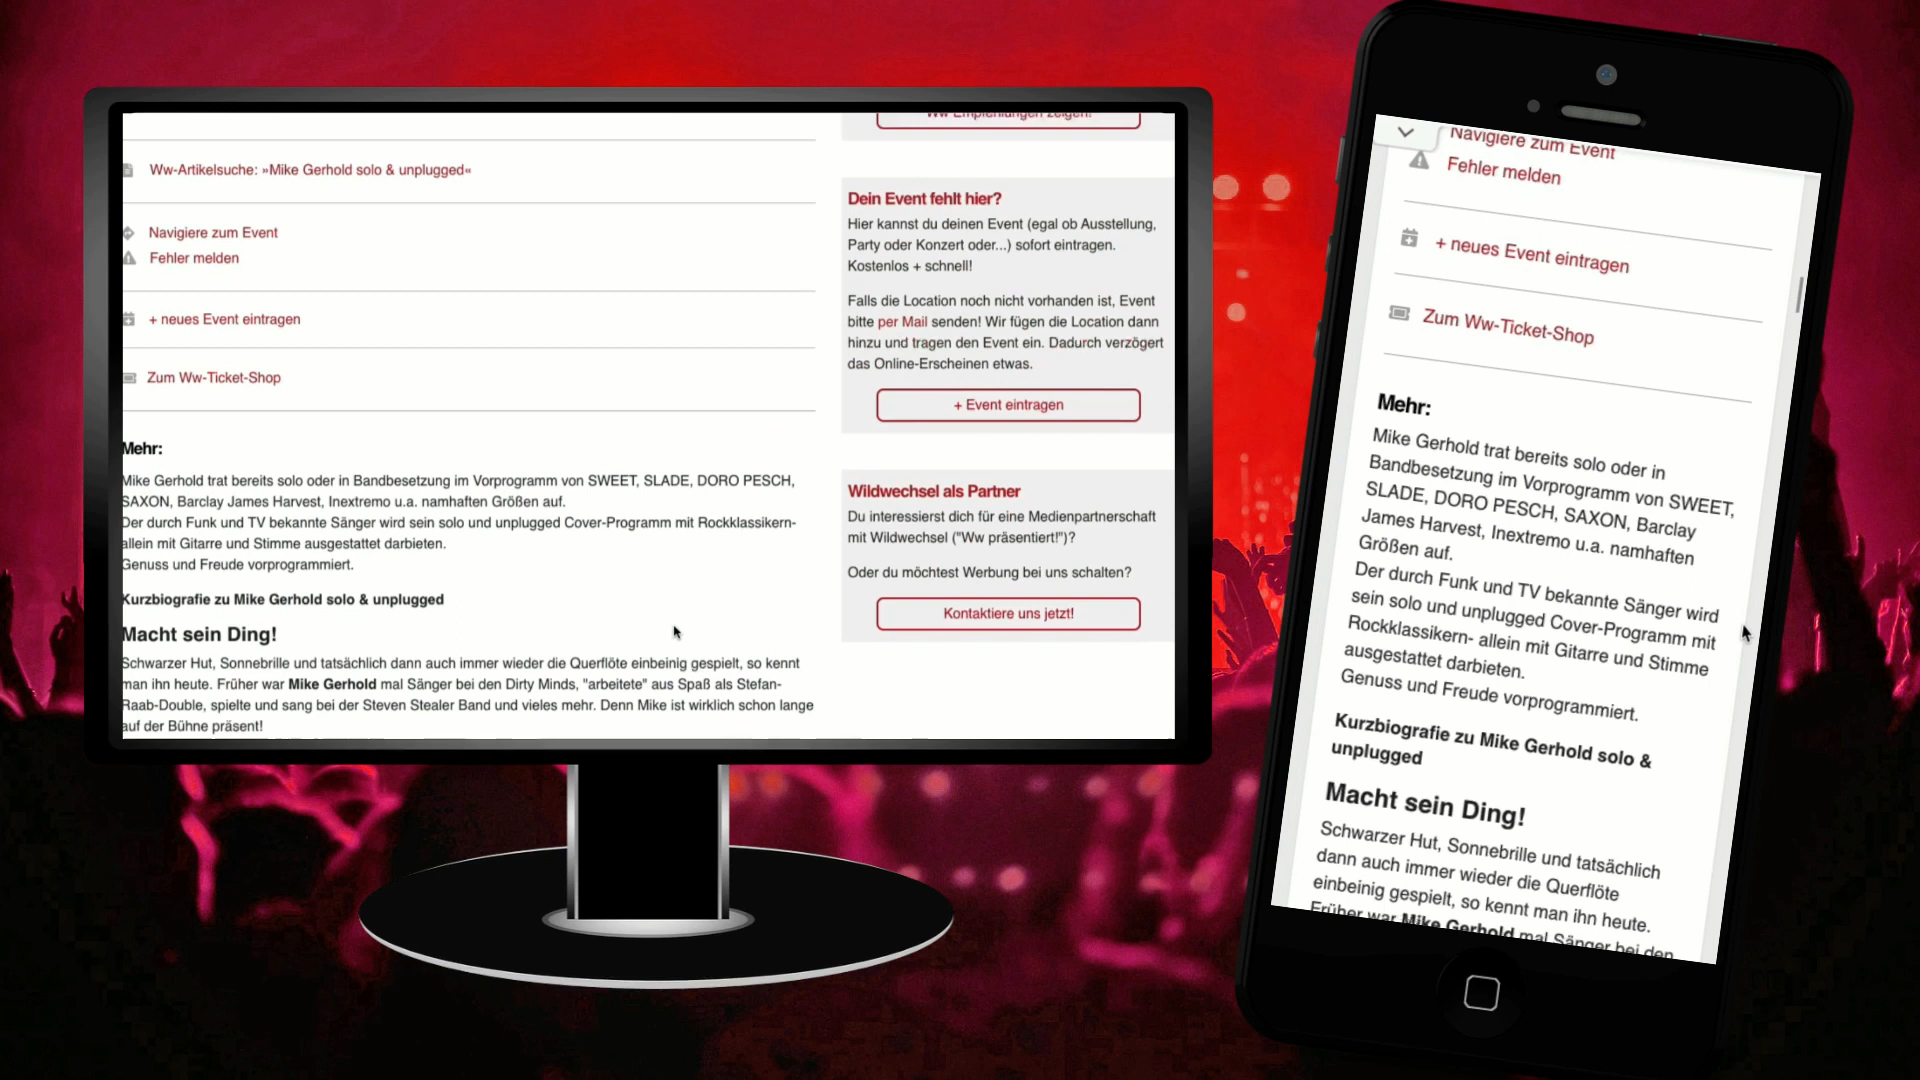 Ww-Artikelsuche: »Mike Gerhold solo & unplugged«
Navigiere zum Event
Fehler melden
+ neues Event eintragen
Zum Ww-Ticket-Shop
Mehr:
Mike Gerhold trat bereits solo oder in Bandbesetzung im Vorprogramm von SWEET, SLADE, DORO PESCH,
SAXON, Barclay James Harvest, Inextremo u.a. namhaften Größen auf.
Der durch Funk und TV bekannte Sänger wird sein solo und unplugged Cover-Programm mit Rockklassikern-
allein mit Gitarre und Stimme ausgestattet darbieten.
Genuss und Freude vorprogrammiert.
Kurzbiografie zu Mike Gerhold solo & unplugged
Macht sein Ding!
Schwarzer Hut, Sonnebrille und tatsächlich dann auch immer wieder die Querflöte einbeinig gespielt, so kennt
man ihn heute. Früher war Mike Gerhold mal Sänger bei den Dirty Minds, "arbeitete" aus Spaß als Stefan-
Raab-Double, spielte und sang bei der Steven Stealer Band und vieles mehr. Denn Mike ist wirklich schon lange
auf der Bühne präsent!
Ww Empfehlungen zeigen!
Dein Event fehlt hier?
Hier kannst du deinen Event (egal ob Ausstellung,
Party oder Konzert oder...) sofort eintragen.
Kostenlos + schnell!
Falls die Location noch nicht vorhanden ist, Event
bitte per Mail senden! Wir fügen die Location dann
hinzu und tragen den Event ein. Dadurch verzögert
das Online-Erscheinen etwas.
+ Event eintragen
Wildwechsel als Partner
Du interessierst dich für eine Medienpartnerschaft
mit Wildwechsel ("Ww präsentiert!")?
Oder du möchtest Werbung bei uns schalten?
Kontaktiere uns jetzt!
Navigiere zum Event
Fehler melden
+ neues Event eintragen
Zum Ww-Ticket-Shop
Mehr:
Mike Gerhold trat bereits solo oder in
Bandbesetzung im Vorprogramm von SWEET,
SLADE, DORO PESCH, SAXON, Barclay
James Harvest, Inextremo u.a. namhaften
Größen auf.
Der durch Funk und TV bekannte Sänger wird
sein solo und unplugged Cover-Programm mit
Rockklassikern- allein mit Gitarre und Stimme
ausgestattet darbieten.
Genuss und Freude vorprogrammiert.
Kurzbiografie zu Mike Gerhold solo &
unplugged
Macht sein Ding!
Schwarzer Hut, Sonnebrille und tatsächlich
dann auch immer wieder die Querflöte
einbeinig gespielt, so kennt man ihn heute.
Früher war Mike Gerhold mal Sänger bei den